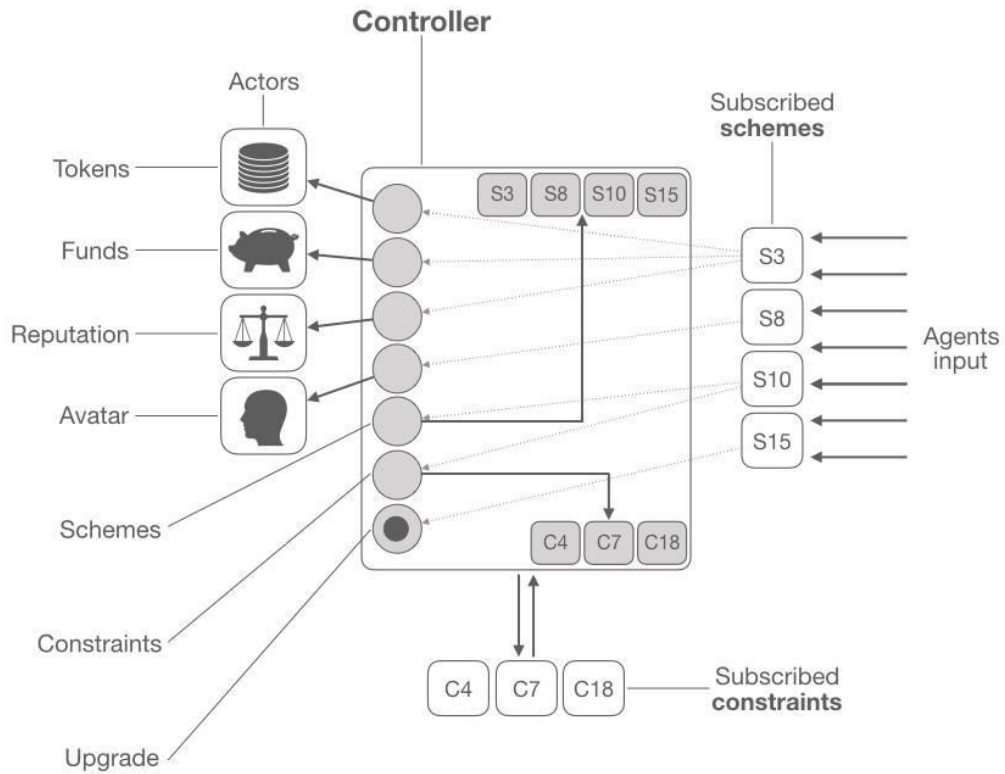 Controller
Actors
Subscribed
schemes
Tokens
S3 S8 S10 S15
Funds
S3
Reputation
S8
Agents
input
S10
Avatar
S15
Schemes
C4 C7 C18
Constraints
C4 C7 C18
Subscribed
constraints
Upgrade